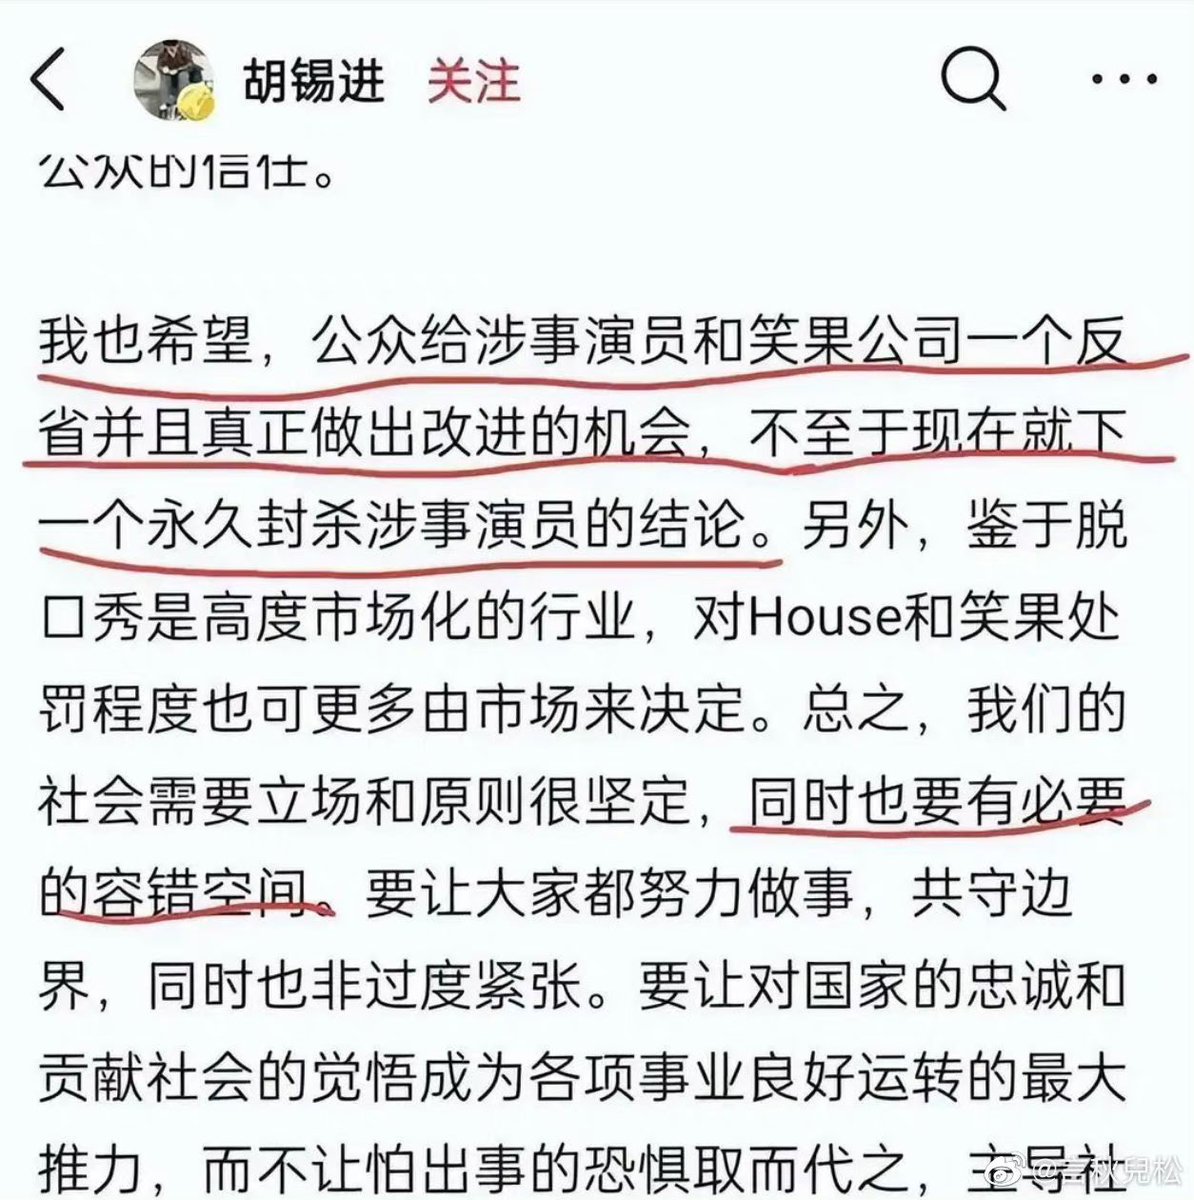 胡锡进 关注
公众的信任。
我也希望，公众给涉事演员和笑果公司一个反
省并且真正做出改进的机会，不至于现在就下
一个永久封杀涉事演员的结论。另外，鉴于脱
口秀是高度市场化的行业，对House和笑果处
罚程度也可更多由市场来决定。总之，我们的
社会需要立场和原则很坚定，同时也要有必要
的容错空间。要让大家都努力做事，共守边
界，同时也非过度紧张。要让对国家的忠诚和
贡献社会的觉悟成为各项事业良好运转的最大
推力，而不让怕出事的恐惧取而代之，主导社
@言秋兒松